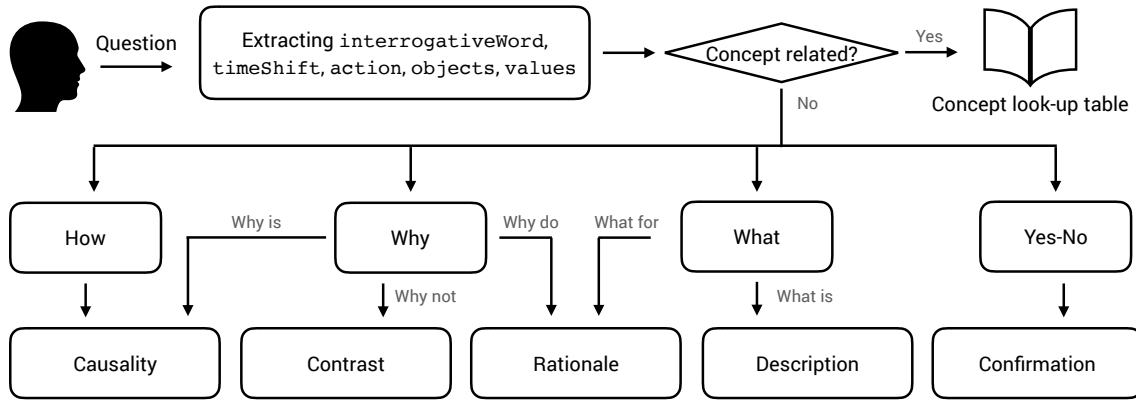 Question
Extracting interrogativeWord,
timeShift, action, objects, values
Concept related?
Yes
Concept look-up table
No
How
Why is
Why
Why do
What for
What
Yes-No
Why not
What is
Causality
Contrast
Rationale
Description
Confirmation